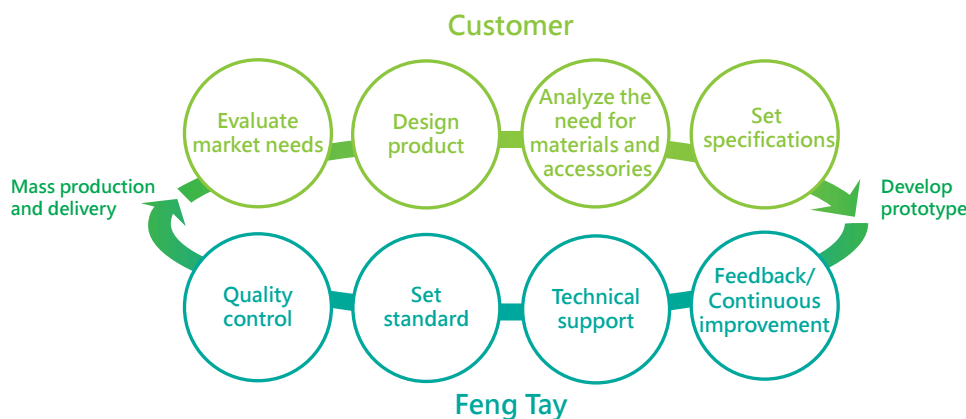 Customer
Evaluate
market needs
Design
product
Analyze the
need for
materials and
accessories
Set
specifications
Mass production
and delivery
Develop
prototype
Quality
control
Set
standard
Technical
support
Feedback/
Continuous
improvement
Feng Tay